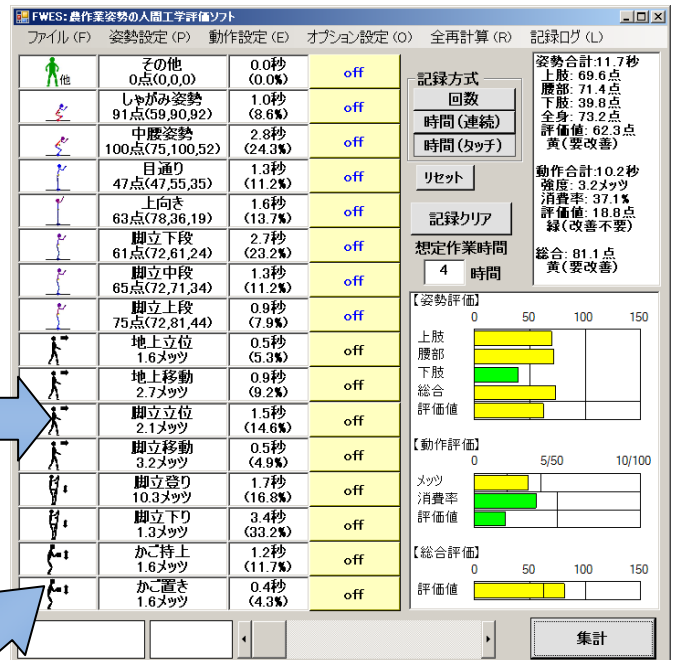 FWES:農作業姿勢の人間工学評価ソフト
ファイル (F) 姿勢設定 (P) 動作設定 (E) オプション設定 (O) 全再計算 (R) 記録ログ (L)
他
その他
0点(0,0,0)
0.0秒
(0.0%)
off
しゃがみ姿勢
91点(59,90,92)
1.0秒
(8.6%)
off
中腰姿勢
100点(75,100,52)
2.8秒
(24.3%)
off
目通り
47点(47,55,35)
1.3秒
(11.2%)
off
上向き
63点(78,36,19)
1.6秒
(13.7%)
off
脚立下段
61点(72,61,24)
2.7秒
(23.2%)
off
脚立中段
65点(72,71,34)
1.3秒
(11.2%)
off
脚立上段
75点(72,81,44)
0.9秒
(7.9%)
off
地上立位
1.6メッツ
0.5秒
(5.3%)
off
地上移動
2.7メッツ
0.9秒
(9.2%)
off
脚立立位
2.1メッツ
1.5秒
(14.6%)
off
脚立移動
3.2メッツ
0.5秒
(4.9%)
off
脚立登り
10.3メッツ
1.7秒
(16.8%)
off
脚立下り
1.3メッツ
3.4秒
(33.2%)
off
かご持上
1.6メッツ
1.2秒
(11.7%)
off
かご置き
1.6メッツ
0.4秒
(4.3%)
off
記録方式
回数
時間(連続)
時間(タッチ)
リセット
記録クリア
想定作業時間
4 時間
姿勢合計:11.7秒
上肢: 69.6点
腰部: 71.4点
下肢: 39.8点
全身: 73.2点
評価値: 62.3点
黄(要改善)
動作合計:10.2秒
強度: 3.2メッツ
消費率: 37.1%
評価値: 18.8点
緑(改善不要)
総合: 81.1点
黄(要改善)
【姿勢評価】
0 50 100 150
上肢
腰部
下肢
総合
評価値
【動作評価】
0 5/50 10/100
メッツ
消費率
評価値
【総合評価】
0 50 100 150
評価値
集計